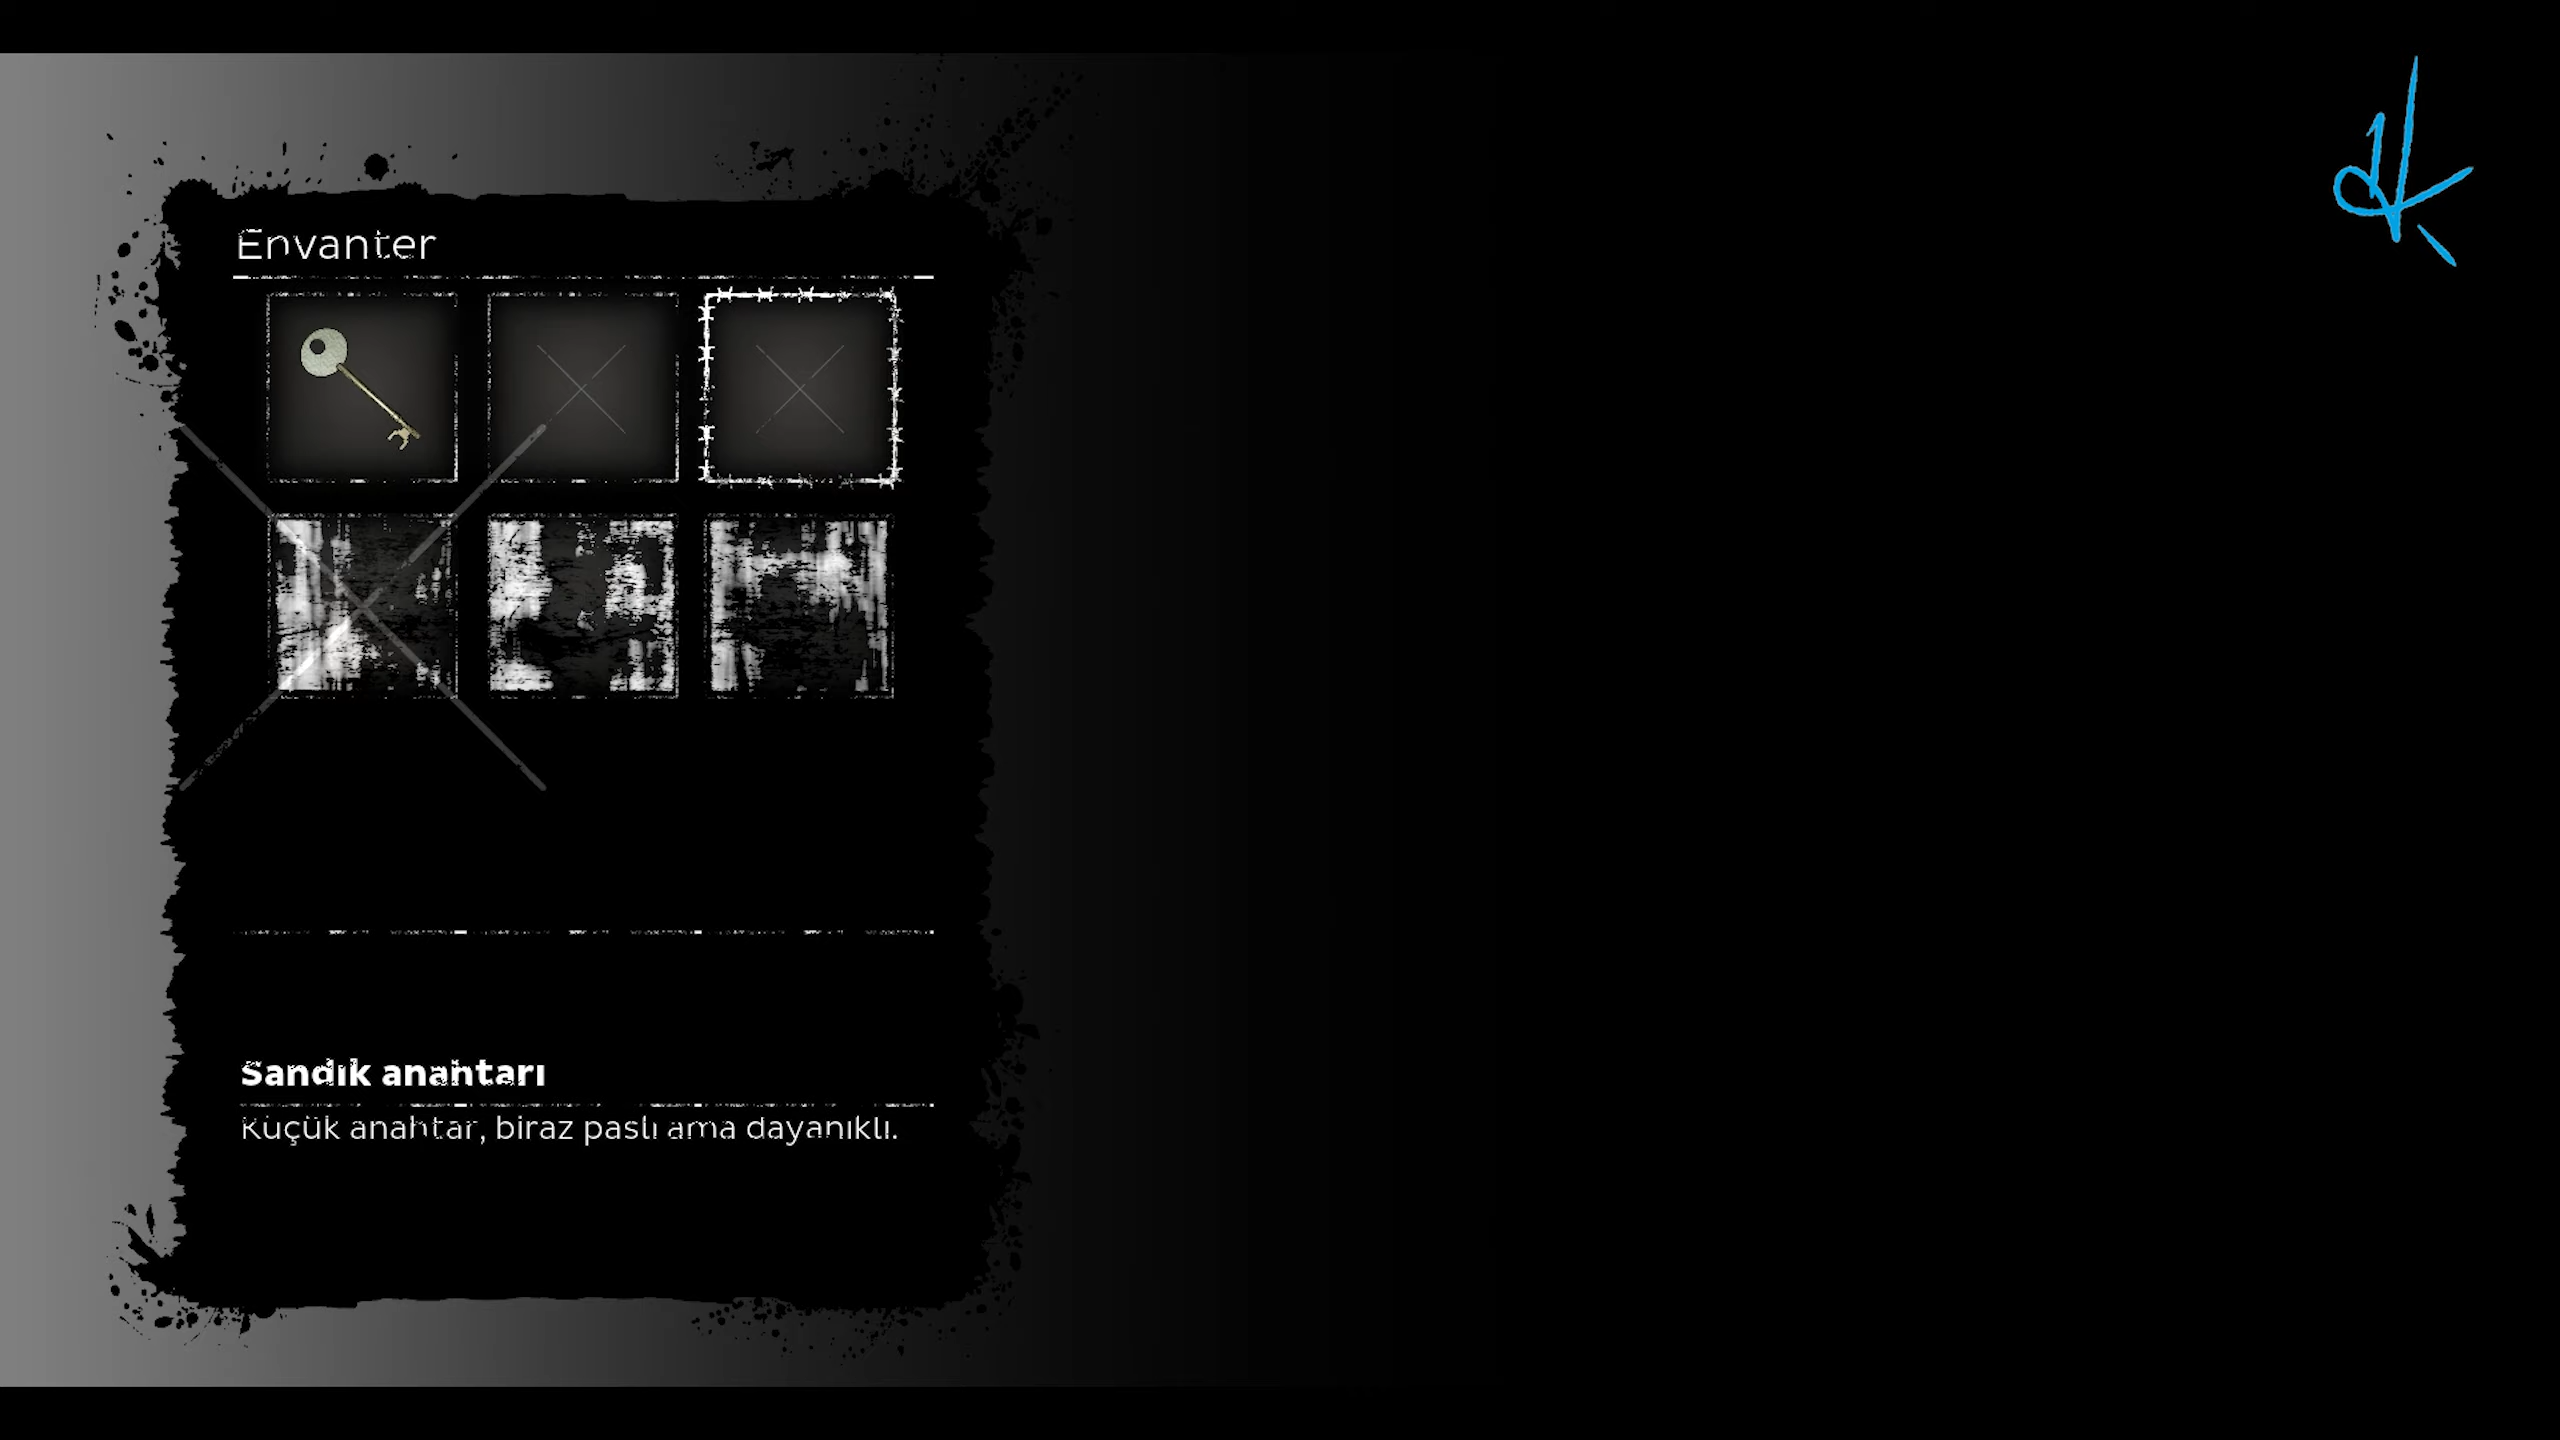 Envanter
Sandık anahtarı
Küçük anahtar, biraz paslı ama dayanıklı.